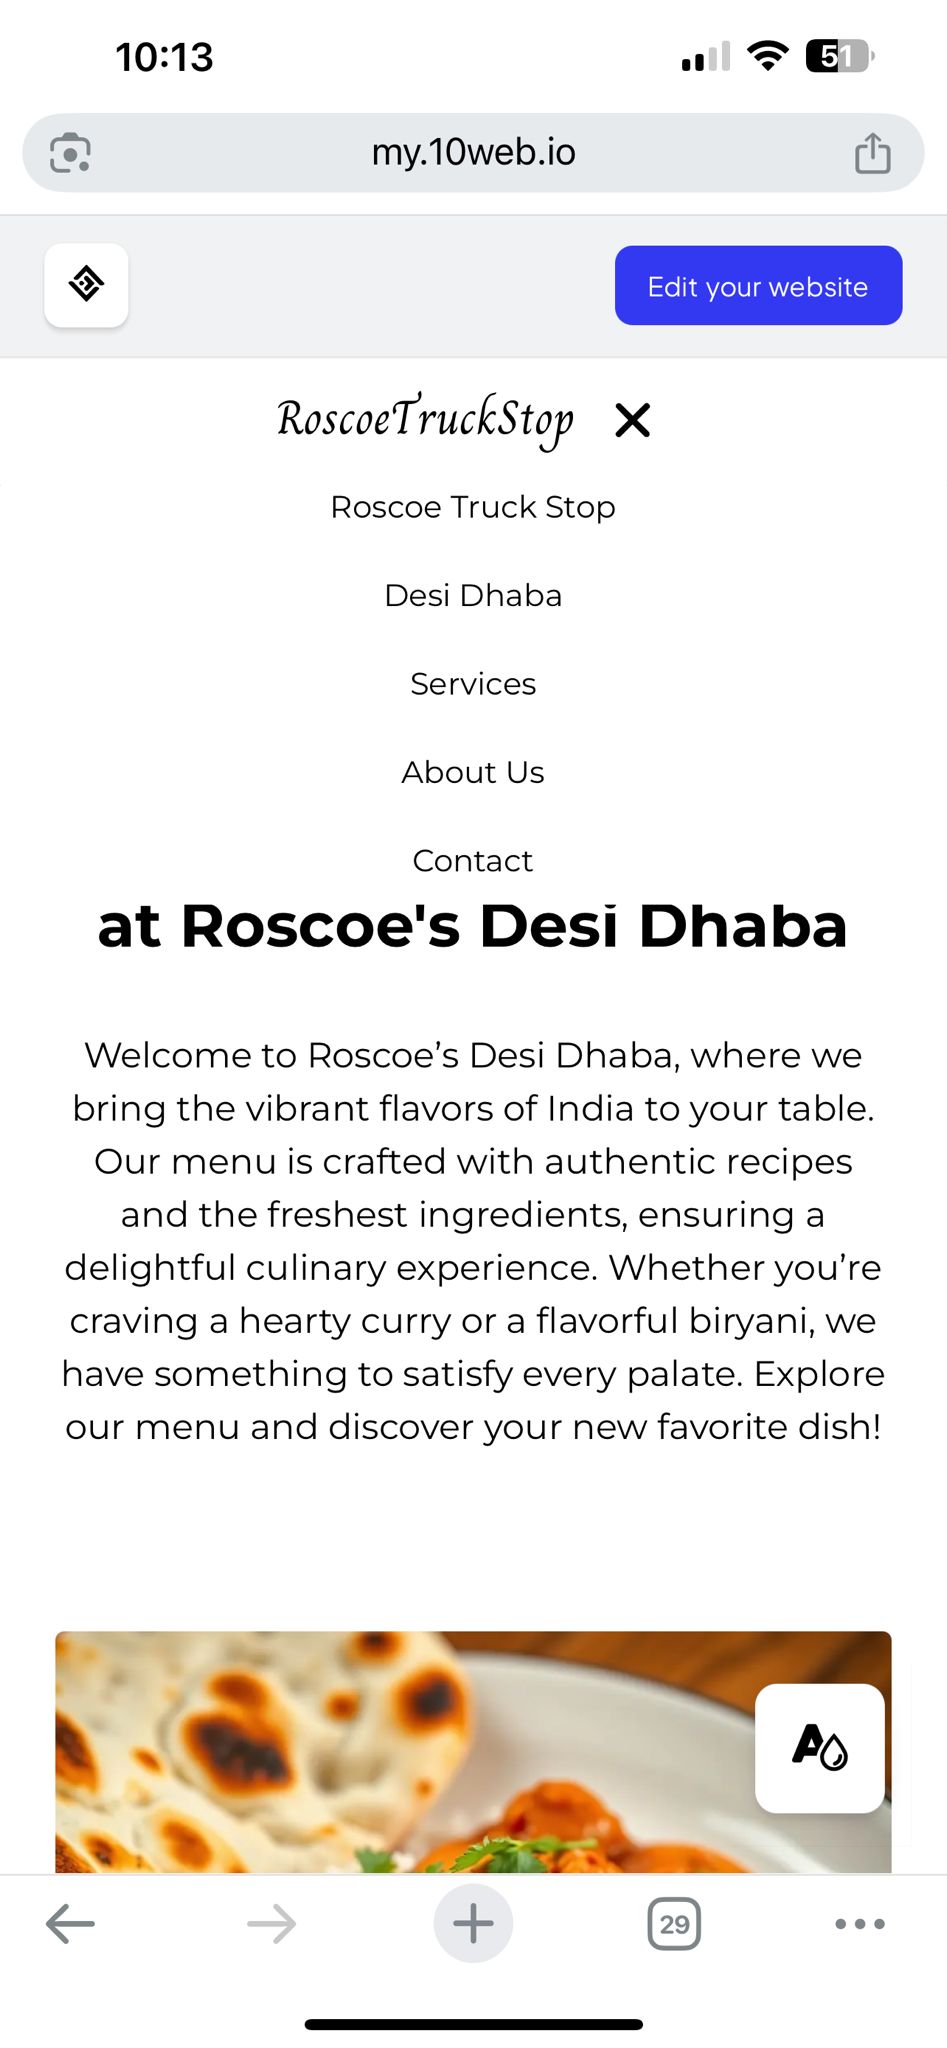 10:13
51
my.10web.io
Edit your website
RoscoeTruckStop
Roscoe Truck Stop
Desi Dhaba
Services
About Us
Contact
at Roscoe's Desi Dhaba
Welcome to Roscoe’s Desi Dhaba, where we
bring the vibrant flavors of India to your table.
Our menu is crafted with authentic recipes
and the freshest ingredients, ensuring a
delightful culinary experience. Whether you’re
craving a hearty curry or a flavorful biryani, we
have something to satisfy every palate. Explore
our menu and discover your new favorite dish!
A
29